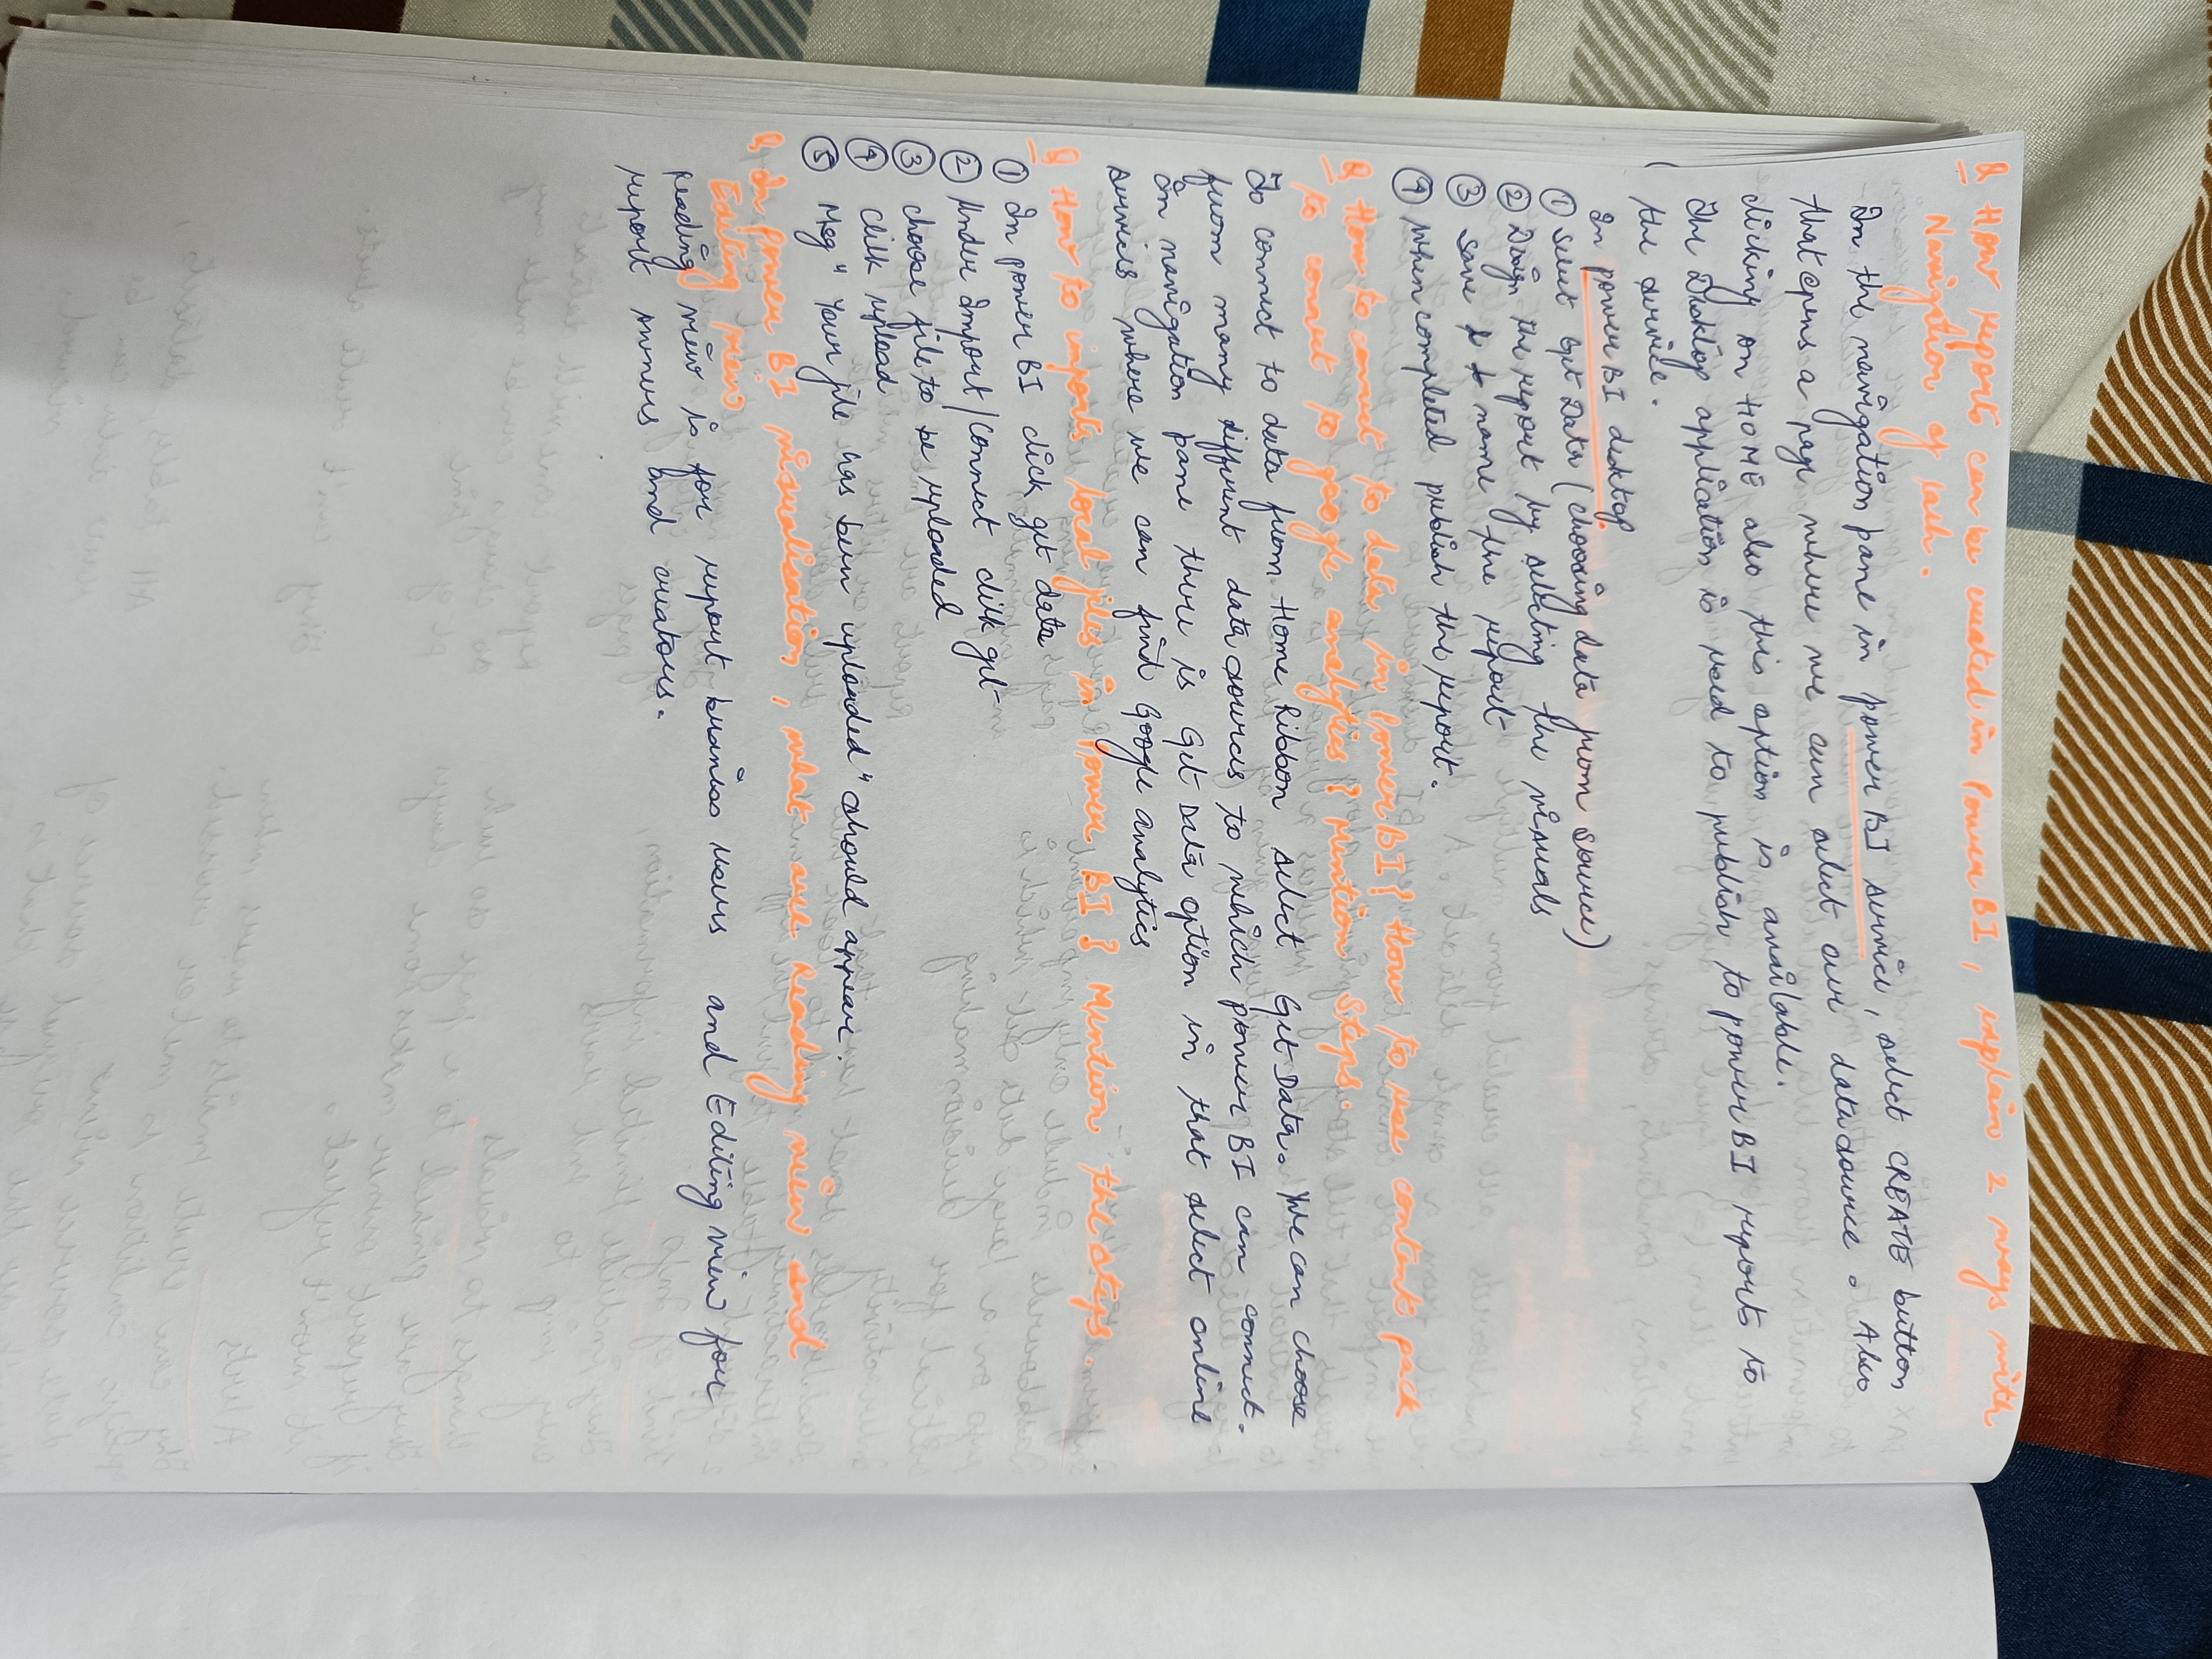 Q How reports can be created in Power BI, explain 2 ways with
Navigation of each.
In the navigation pane in power BI service, select CREATE button
that opens a page where we can select our datasource. Also
clicking on HOME also this option is available.
The Desktop application is used to publish to power BI reports to
the service.
In power BI desktop
① select Get Data (choosing data from source)
② Design the report by selecting the visuals
③ Save & name the report
④ When completed publish the report.
Q How to connect to data in Power BI? How to use content pack
to connect to google analytics? Mention steps.
To connect to data from Home Ribbon select Get Data. We can choose
from many different data sources to which power BI can connect.
In navigation pane there is Get Data option in that select online
services where we can find google analytics
Q How to imports local files in Power BI? Mention the steps.
① In power BI click get data
② Under Import/Connect click get
③ choose file to be uploaded
④ click upload
⑤ Msg "Your file has been uploaded" should appear.
Q In power BI visualisation, what are Reading view and
Editing view
Reading view is for report business users and Editing view for
report owners and creators.